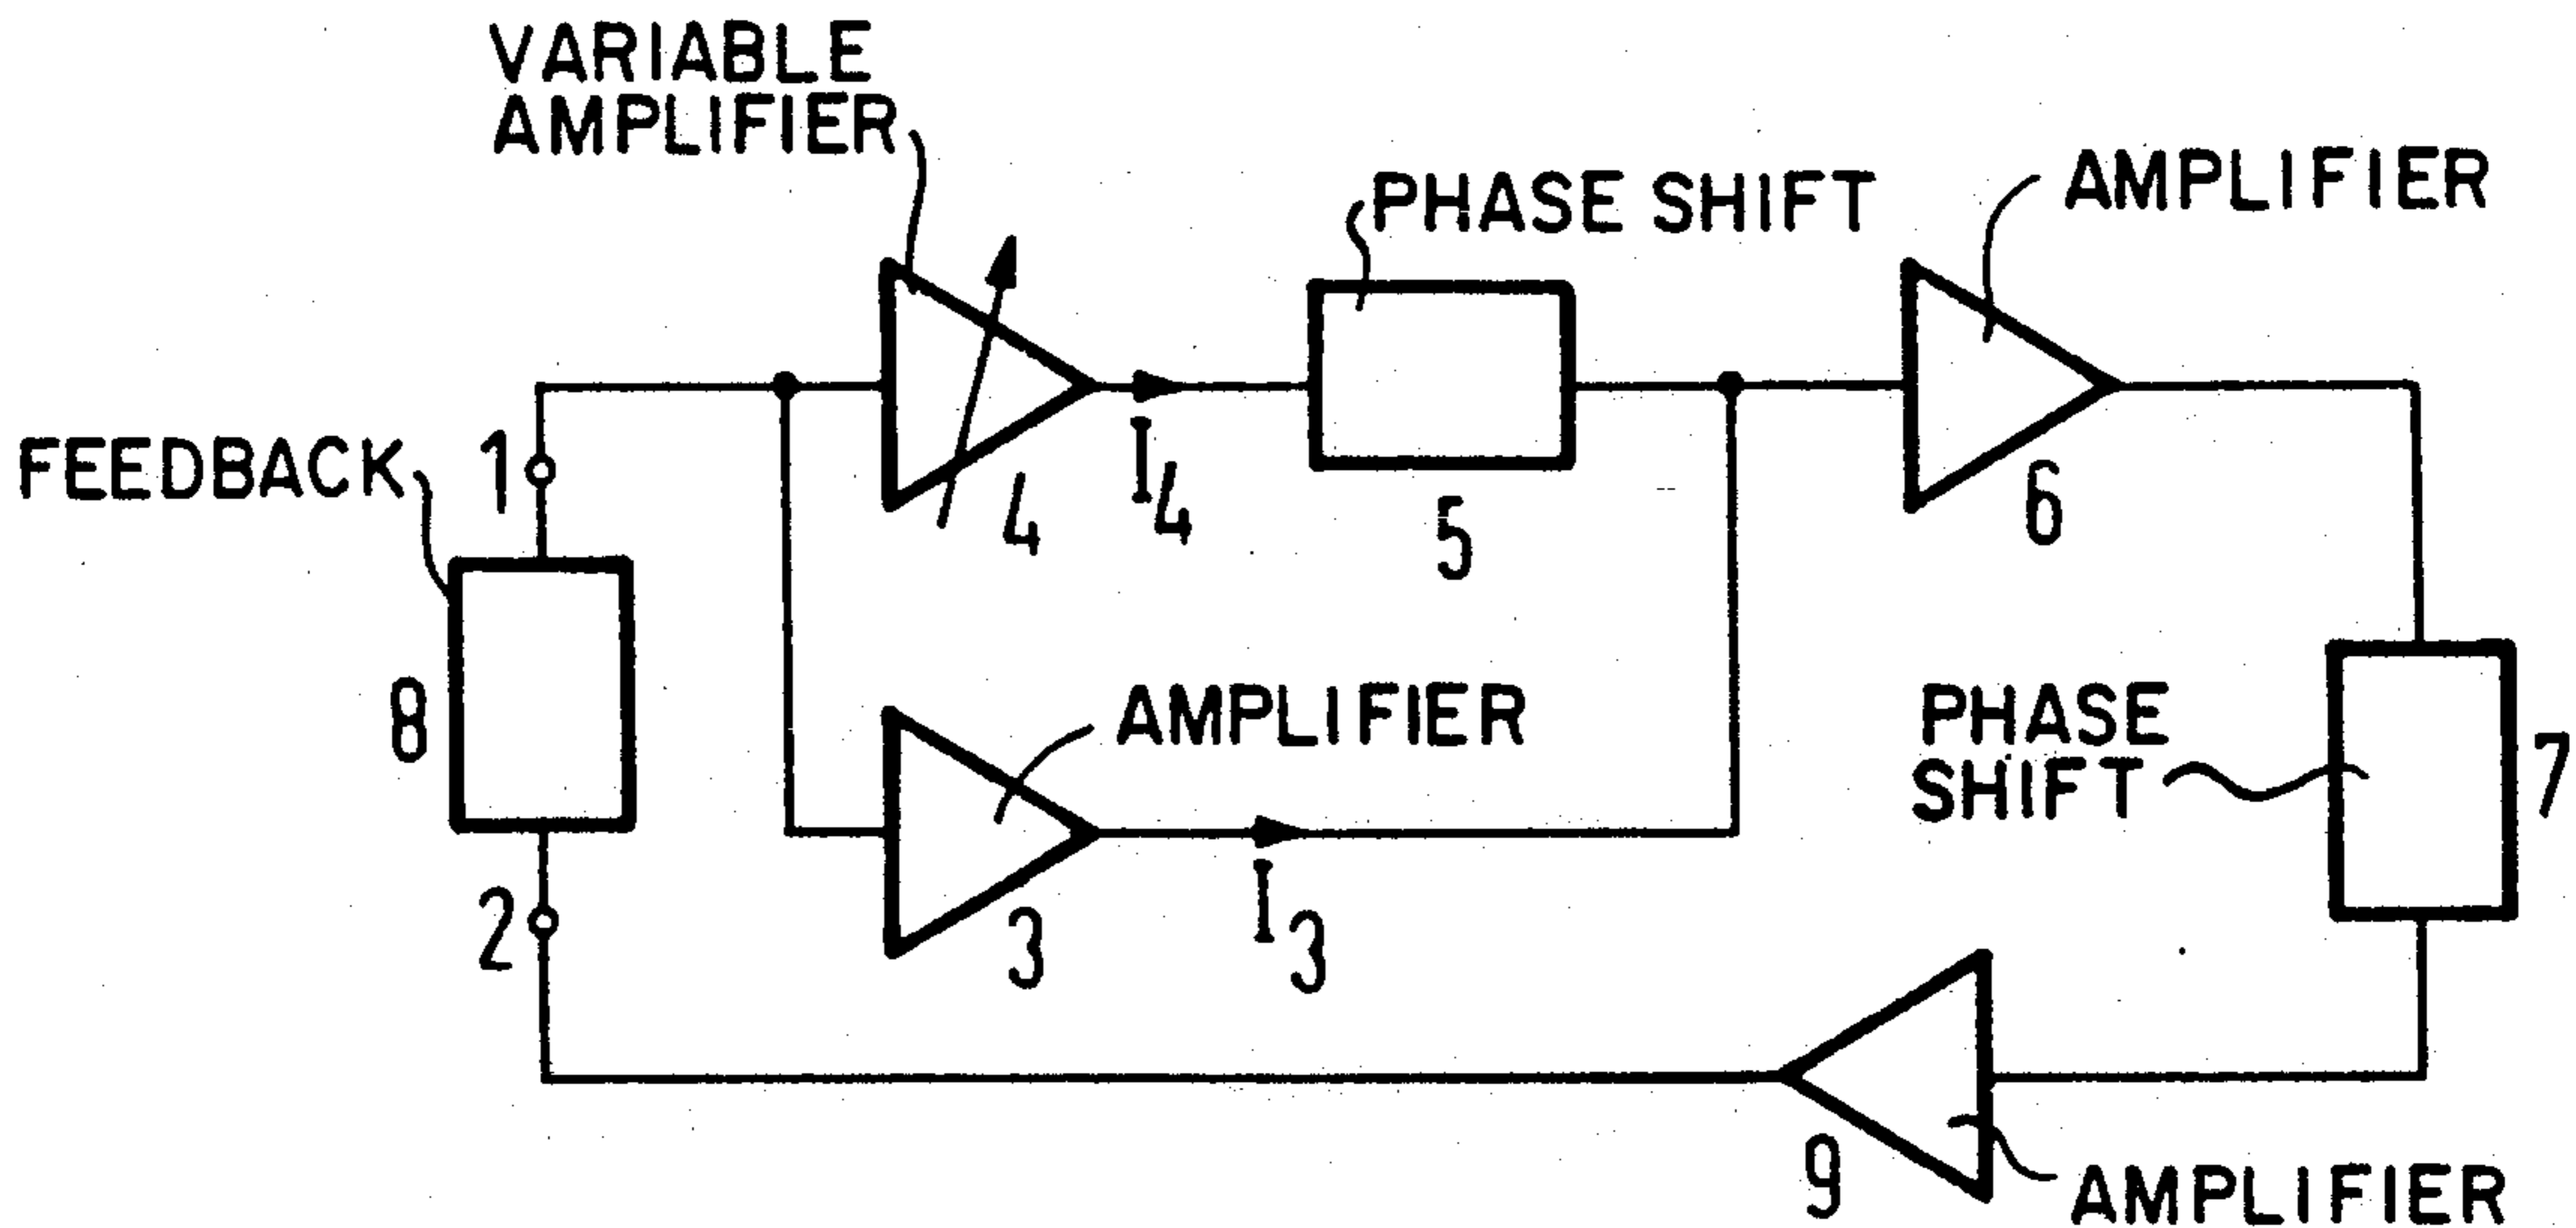 VARIABLE
AMPLIFIER
PHASE SHIFT
AMPLIFIER
FEEDBACK
1
4
I4
5
6
8
AMPLIFIER
PHASE
SHIFT
7
2
3
I3
9
AMPLIFIER